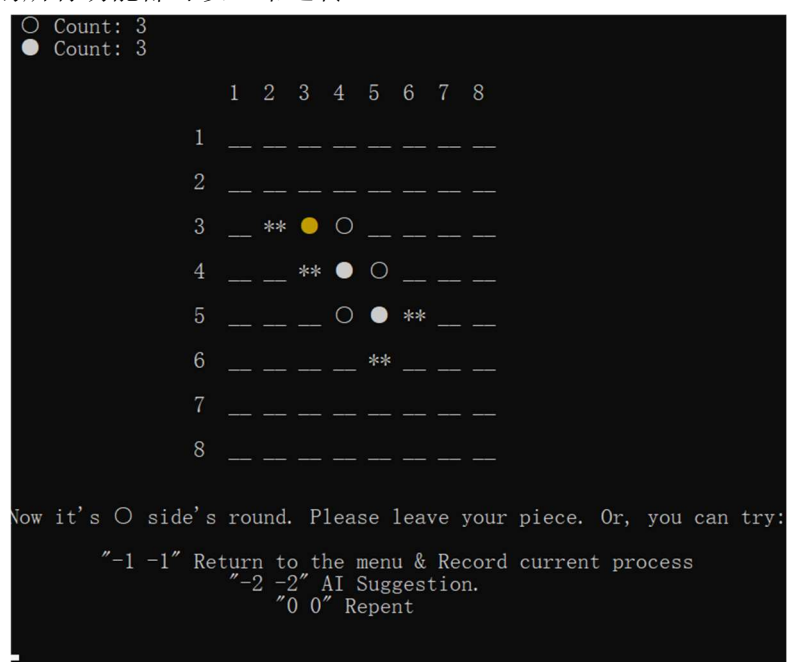 ○ Count: 3
● Count: 3
1 2 3 4 5 6 7 8
1 __ __ __ __ __ __ __ __
2 __ __ __ __ __ __ __ __
3 __ ** ● ○ __ __ __ __
4 __ __ ** ● ○ __ __ __
5 __ __ __ ○ ● ** __ __
6 __ __ __ __ ** __ __ __
7 __ __ __ __ __ __ __ __
8 __ __ __ __ __ __ __ __
Now it's ○ side's round. Please leave your piece. Or, you can try:
"-1 -1" Return to the menu & Record current process
"-2 -2" AI Suggestion.
"0 0" Repent